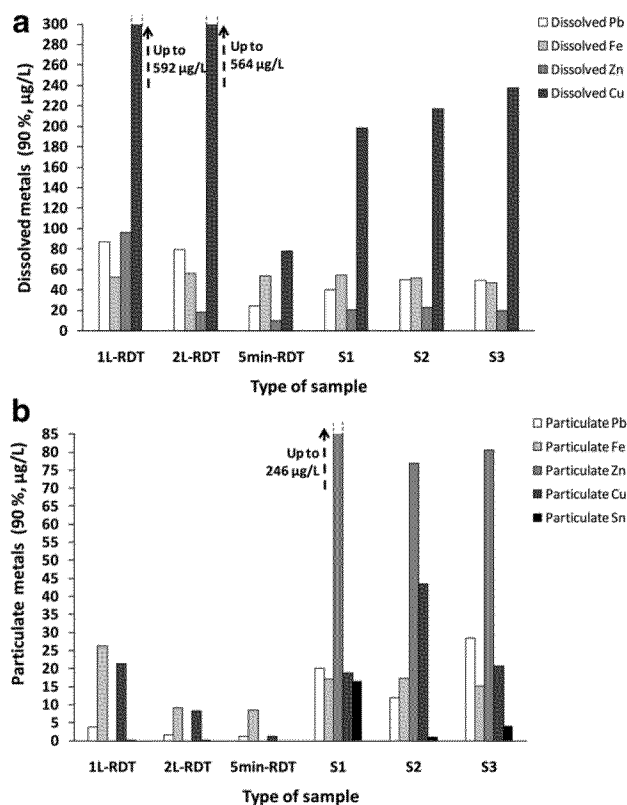 a
Dissolved metals (90 %, µg/L)
300
280
260
240
220
200
180
160
140
120
100
80
60
40
20
0
Up to
592 µg/L
Up to
564 µg/L
Dissolved Pb
Dissolved Fe
Dissolved Zn
Dissolved Cu
1L-RDT 2L-RDT 5min-RDT S1 S2 S3
Type of sample
b
Particulate metals (90 %, µg/L)
85
80
75
70
65
60
55
50
45
40
35
30
25
20
15
10
5
0
Up to
246 µg/L
Particulate Pb
Particulate Fe
Particulate Zn
Particulate Cu
Particulate Sn
1L-RDT 2L-RDT 5min-RDT S1 S2 S3
Type of sample